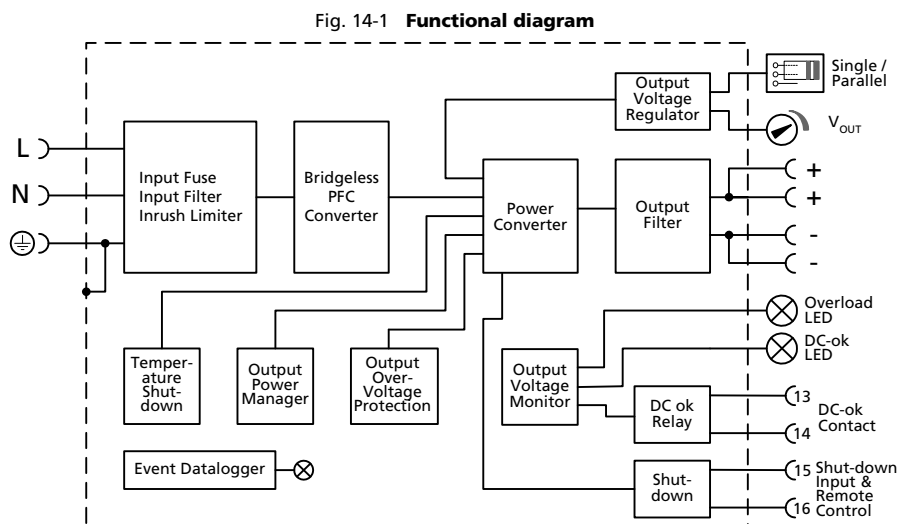 Fig. 14-1 Functional diagram
Output
Voltage
Regulator
Single /
Parallel
VOUT
L
N
Input Fuse
Input Filter
Inrush Limiter
Bridgeless
PFC
Converter
Power
Converter
Output
Filter
+
+
-
-
Temper-
ature
Shut-
down
Output
Power
Manager
Output
Over-
Voltage
Protection
Output
Voltage
Monitor
Overload
LED
DC-ok
LED
DC ok
Relay
13
14
DC-ok
Contact
Event Datalogger
Shut-
down
15
16
Shut-down
Input &
Remote
Control